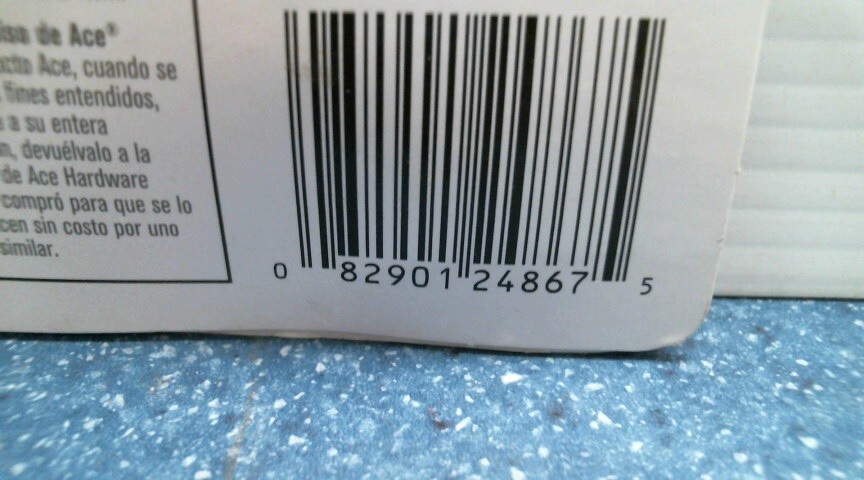 de Ace®
Ace, cuando se
fines entendidos,
a su entera
devuélvalo a la
de Ace Hardware
compró para que se lo
cen sin costo por uno
similar.
0 82901 24867 5